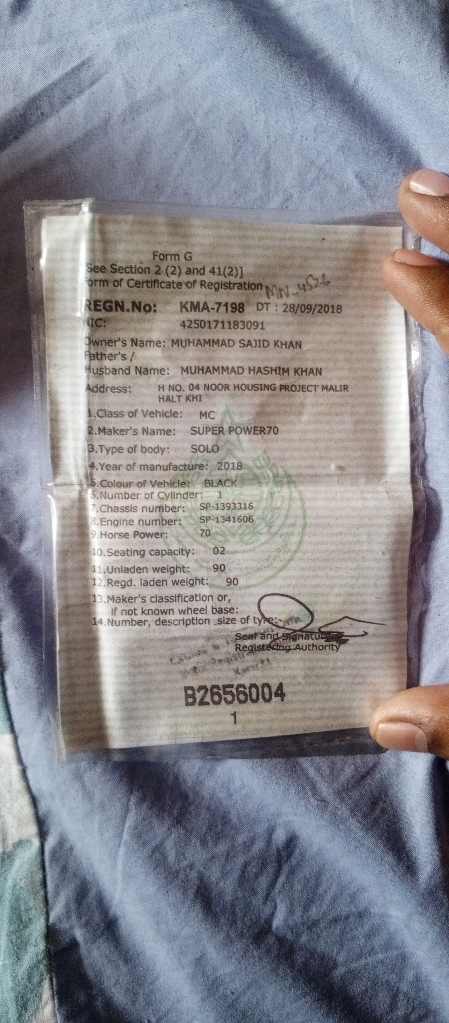 Form G
See Section 2 (2) and 41(2)]
orm of Certificate of Registration
REGN.No: KMA-7198 DT : 28/09/2018
NIC: 4250171183091
Owner's Name: MUHAMMAD SAJID KHAN
Father's /
Husband Name: MUHAMMAD HASHIM KHAN
Address: H NO. 04 NOOR HOUSING PROJECT MALIR
HALT KHI
1.Class of Vehicle: MC
2.Maker's Name: SUPER POWER70
3.Type of body: SOLO
4.Year of manufacture: 2018
5.Colour of Vehicle: BLACK
6.Number of Cylinder: 1
7.Chassis number: SP-1393316
8.Engine number: SP-1341606
9.Horse Power: 70
10.Seating capacity: 02
11.Unladen weight: 90
12.Regd. laden weight: 90
13.Maker's classification or,
if not known wheel base:
14.Number, description size of tyre:
Seal and Signature
Registering Authority
Karachi
B2656004
1